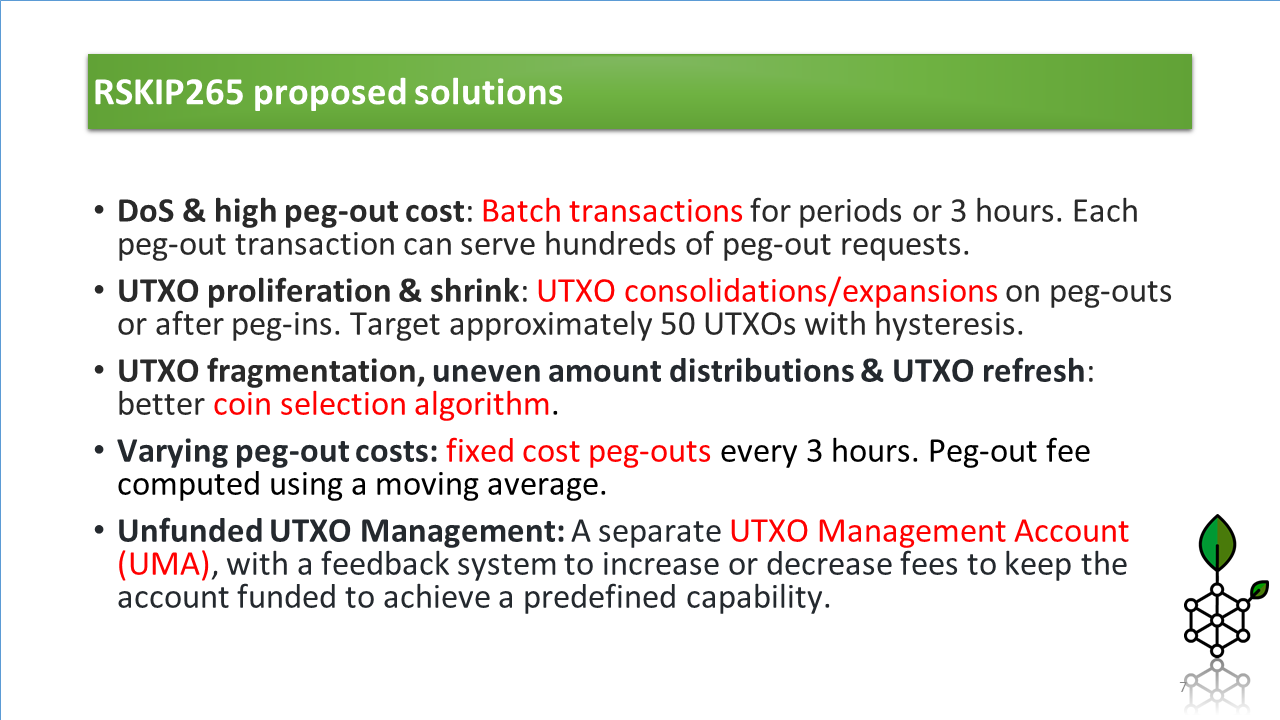 RSKIP265 proposed solutions
• DoS & high peg-out cost: Batch transactions for periods or 3 hours. Each
peg-out transaction can serve hundreds of peg-out requests.
• UTXO proliferation & shrink: UTXO consolidations/expansions on peg-outs
or after peg-ins. Target approximately 50 UTXOs with hysteresis.
• UTXO fragmentation, uneven amount distributions & UTXO refresh:
better coin selection algorithm.
• Varying peg-out costs: fixed cost peg-outs every 3 hours. Peg-out fee
computed using a moving average.
• Unfunded UTXO Management: A separate UTXO Management Account
(UMA), with a feedback system to increase or decrease fees to keep the
account funded to achieve a predefined capability.
7